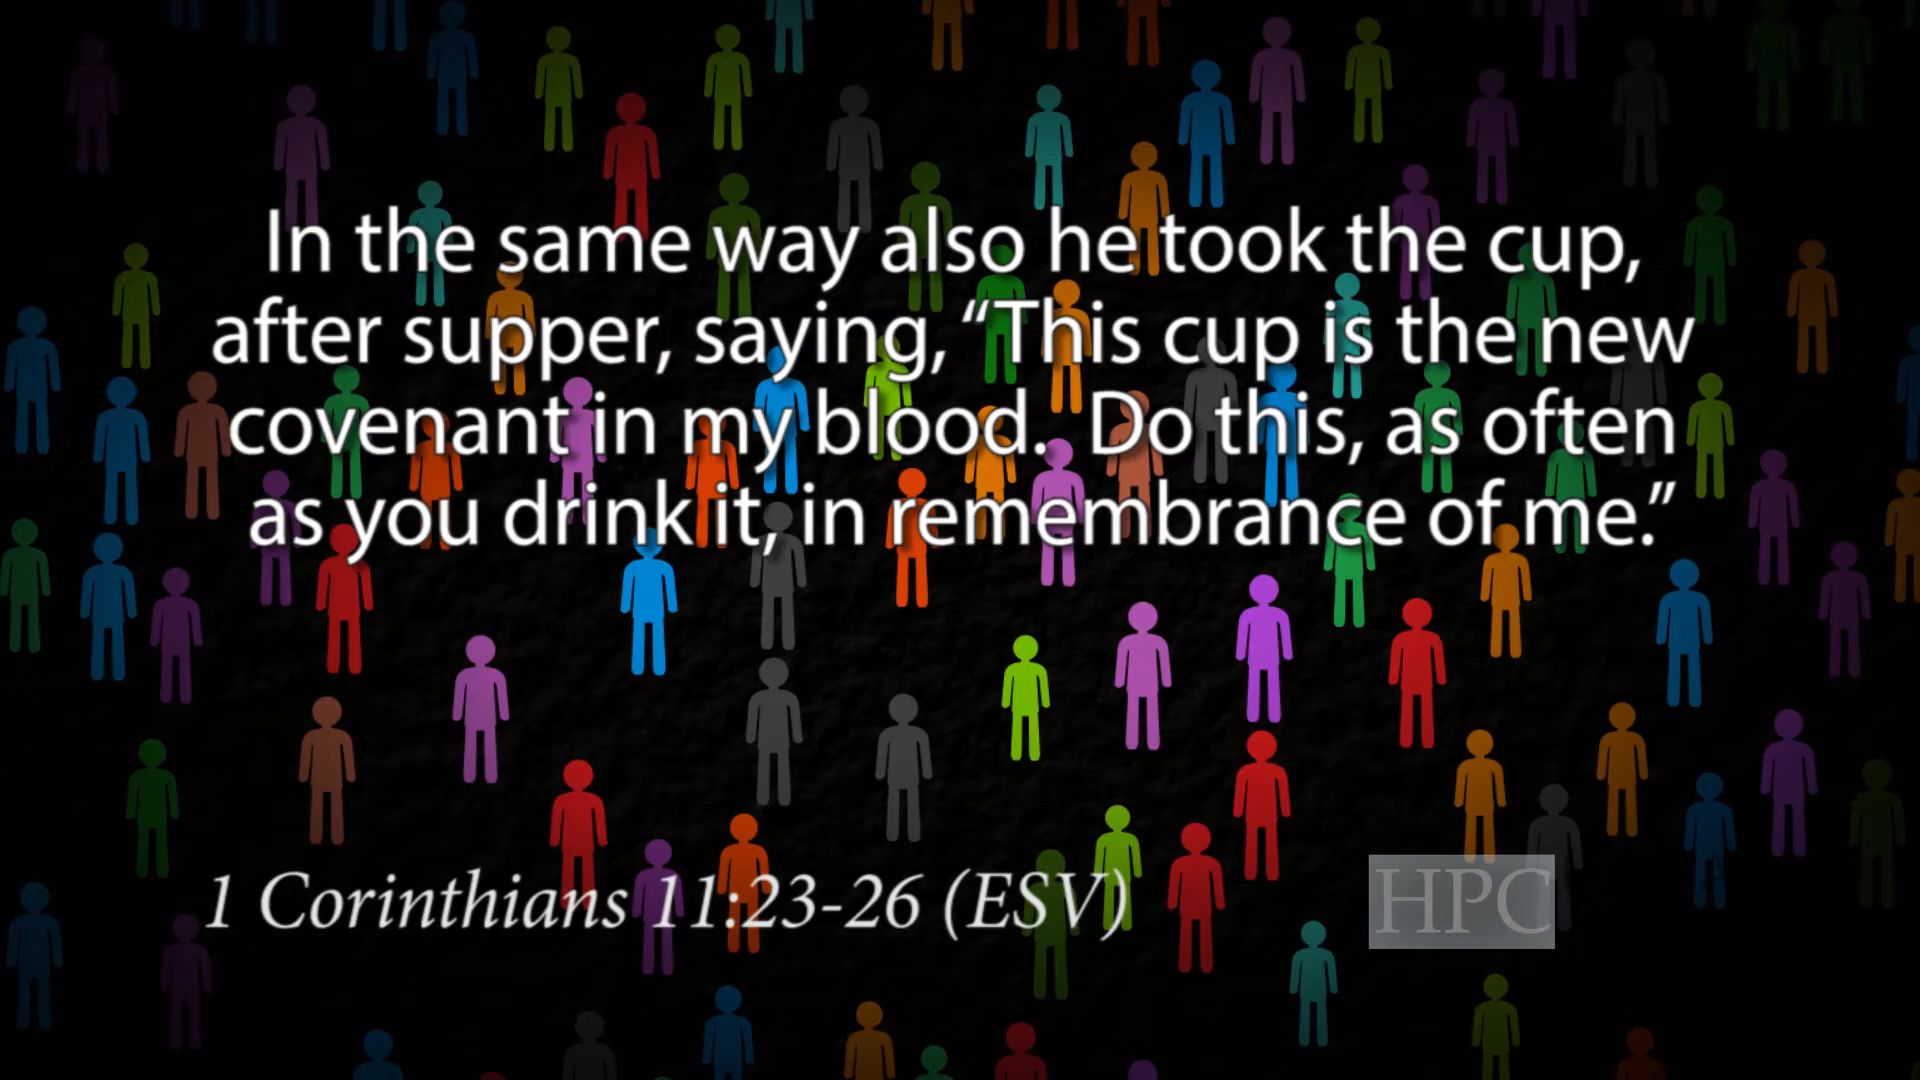 In the same way also he took the cup,
after supper, saying, “This cup is the new
covenant in my blood.  Do this, as often
as you drink it, in remembrance of me.”
1 Corinthians 11:23-26 (ESV)
HPC